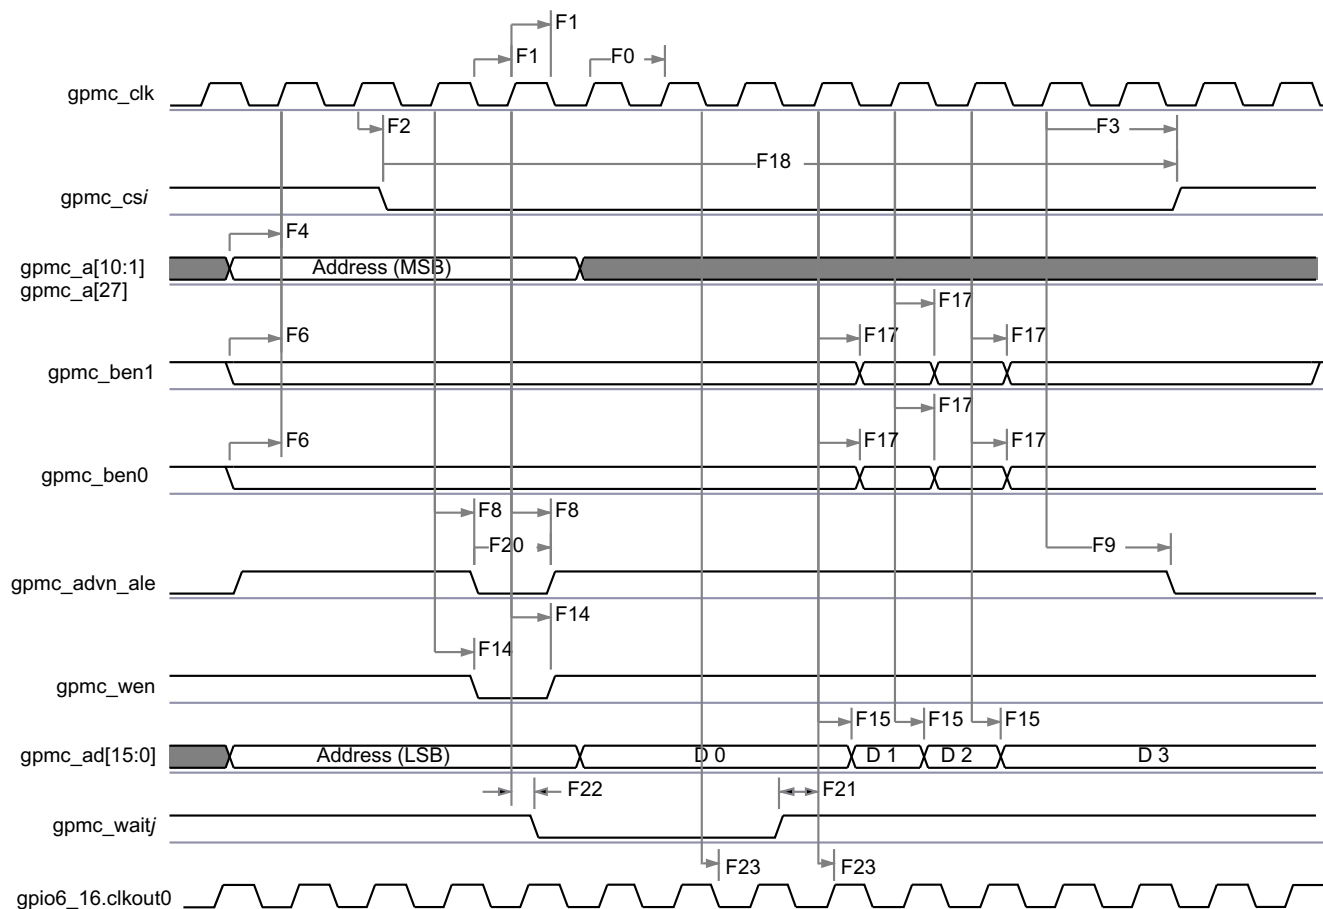 F1
F1
F0
gpmc_clk
F2
F3
F18
gpmc_csi
F4
gpmc_a[10:1]
Address (MSB)
gpmc_a[27]
F17
F6
F17
F17
gpmc_ben1
F17
F6
F17
F17
gpmc_ben0
F8
F8
F20
F9
gpmc_advn_ale
F14
F14
gpmc_wen
F15
F15
F15
gpmc_ad[15:0]
Address (LSB)
D 0
D 1
D 2
D 3
F22
F21
gpmc_waitj
F23
F23
gpio6_16.clkout0